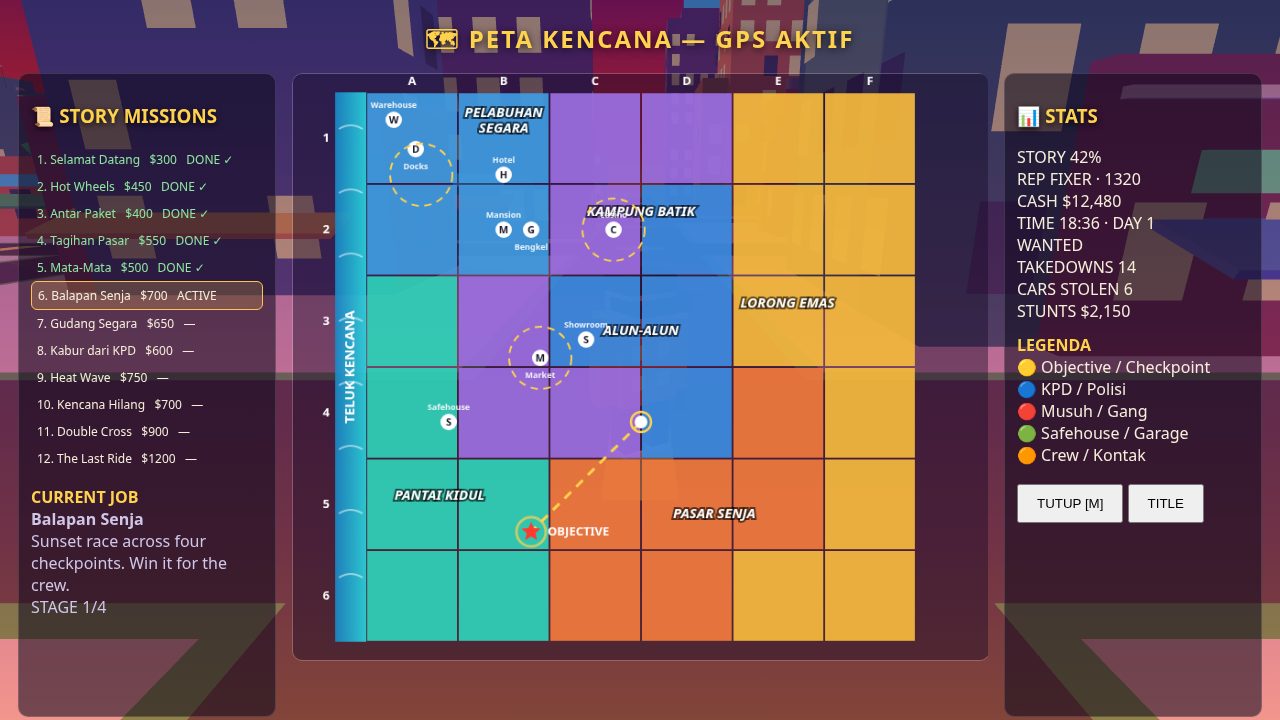 🗺 PETA KENCANA — GPS AKTIF
📜 STORY MISSIONS
1. Selamat Datang $300 DONE ✓
2. Hot Wheels $450 DONE ✓
3. Antar Paket $400 DONE ✓
4. Tagihan Pasar $550 DONE ✓
5. Mata-Mata $500 DONE ✓
6. Balapan Senja $700 ACTIVE
7. Gudang Segara $650 —
8. Kabur dari KPD $600 —
9. Heat Wave $750 —
10. Kencana Hilang $700 —
11. Double Cross $900 —
12. The Last Ride $1200 —
CURRENT JOB
Balapan Senja
Sunset race across four
checkpoints. Win it for the
crew.
STAGE 1/4
A B C D E F
1
2
3
4
5
6
TELUK KENCANA
Warehouse
W
D
Docks
PELABUHAN
SEGARA
Hotel
H
Mansion
M G
Bengkel
KAMPUNG BATIK
C
LORONG EMAS
Showroom
S
ALUN-ALUN
M
Market
Safehouse
S
PANTAI KIDUL
PASAR SENJA
OBJECTIVE
📊 STATS
STORY 42%
REP FIXER · 1320
CASH $12,480
TIME 18:36 · DAY 1
WANTED
TAKEDOWNS 14
CARS STOLEN 6
STUNTS $2,150
LEGENDA
🟡 Objective / Checkpoint
🔵 KPD / Polisi
🔴 Musuh / Gang
🟢 Safehouse / Garage
🟠 Crew / Kontak
TUTUP [M]
TITLE